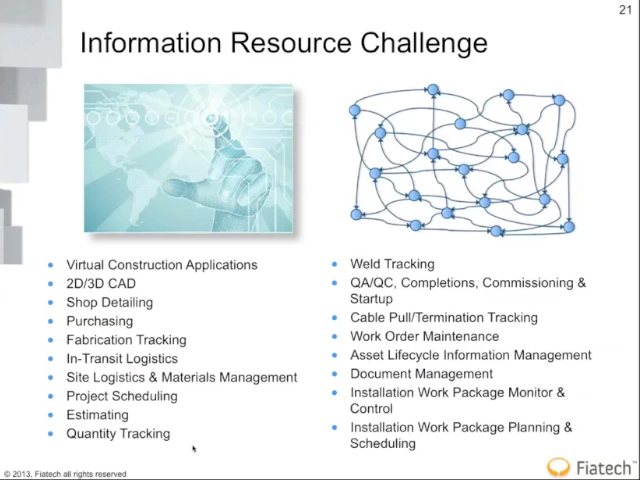 21
Information Resource Challenge
• Virtual Construction Applications
• 2D/3D CAD
• Shop Detailing
• Purchasing
• Fabrication Tracking
• In-Transit Logistics
• Site Logistics & Materials Management
• Project Scheduling
• Estimating
• Quantity Tracking
• Weld Tracking
• QA/QC, Completions, Commissioning &
Startup
• Cable Pull/Termination Tracking
• Work Order Maintenance
• Asset Lifecycle Information Management
• Document Management
• Installation Work Package Monitor &
Control
• Installation Work Package Planning &
Scheduling
© 2013, Fiatech all rights reserved
Fiatech™